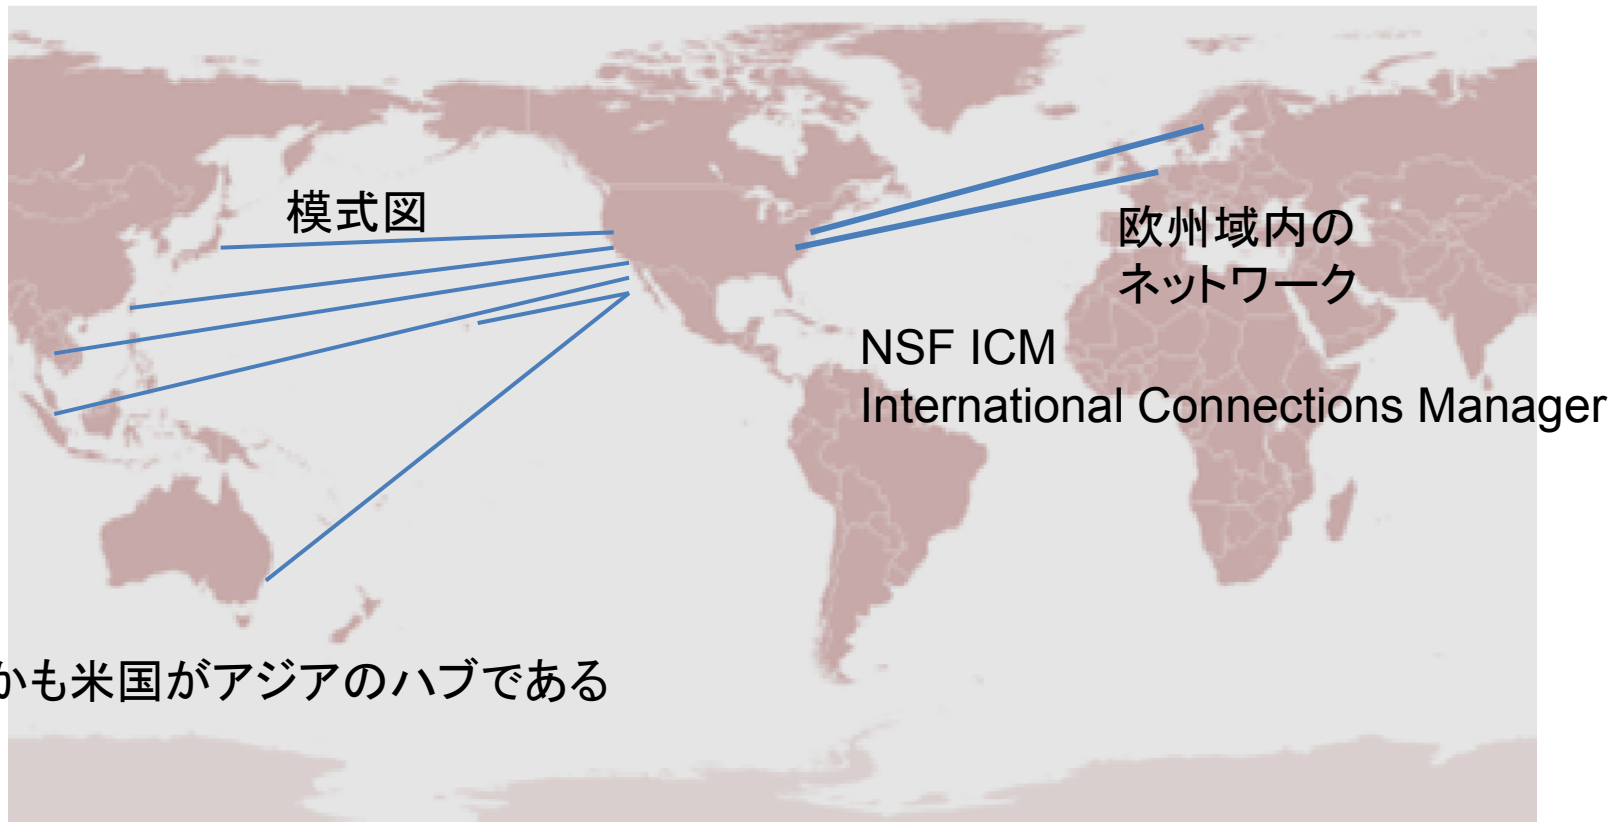 模式図
欧州域内の
ネットワーク
NSF ICM
International Connections Manager
かも米国がアジアのハブである